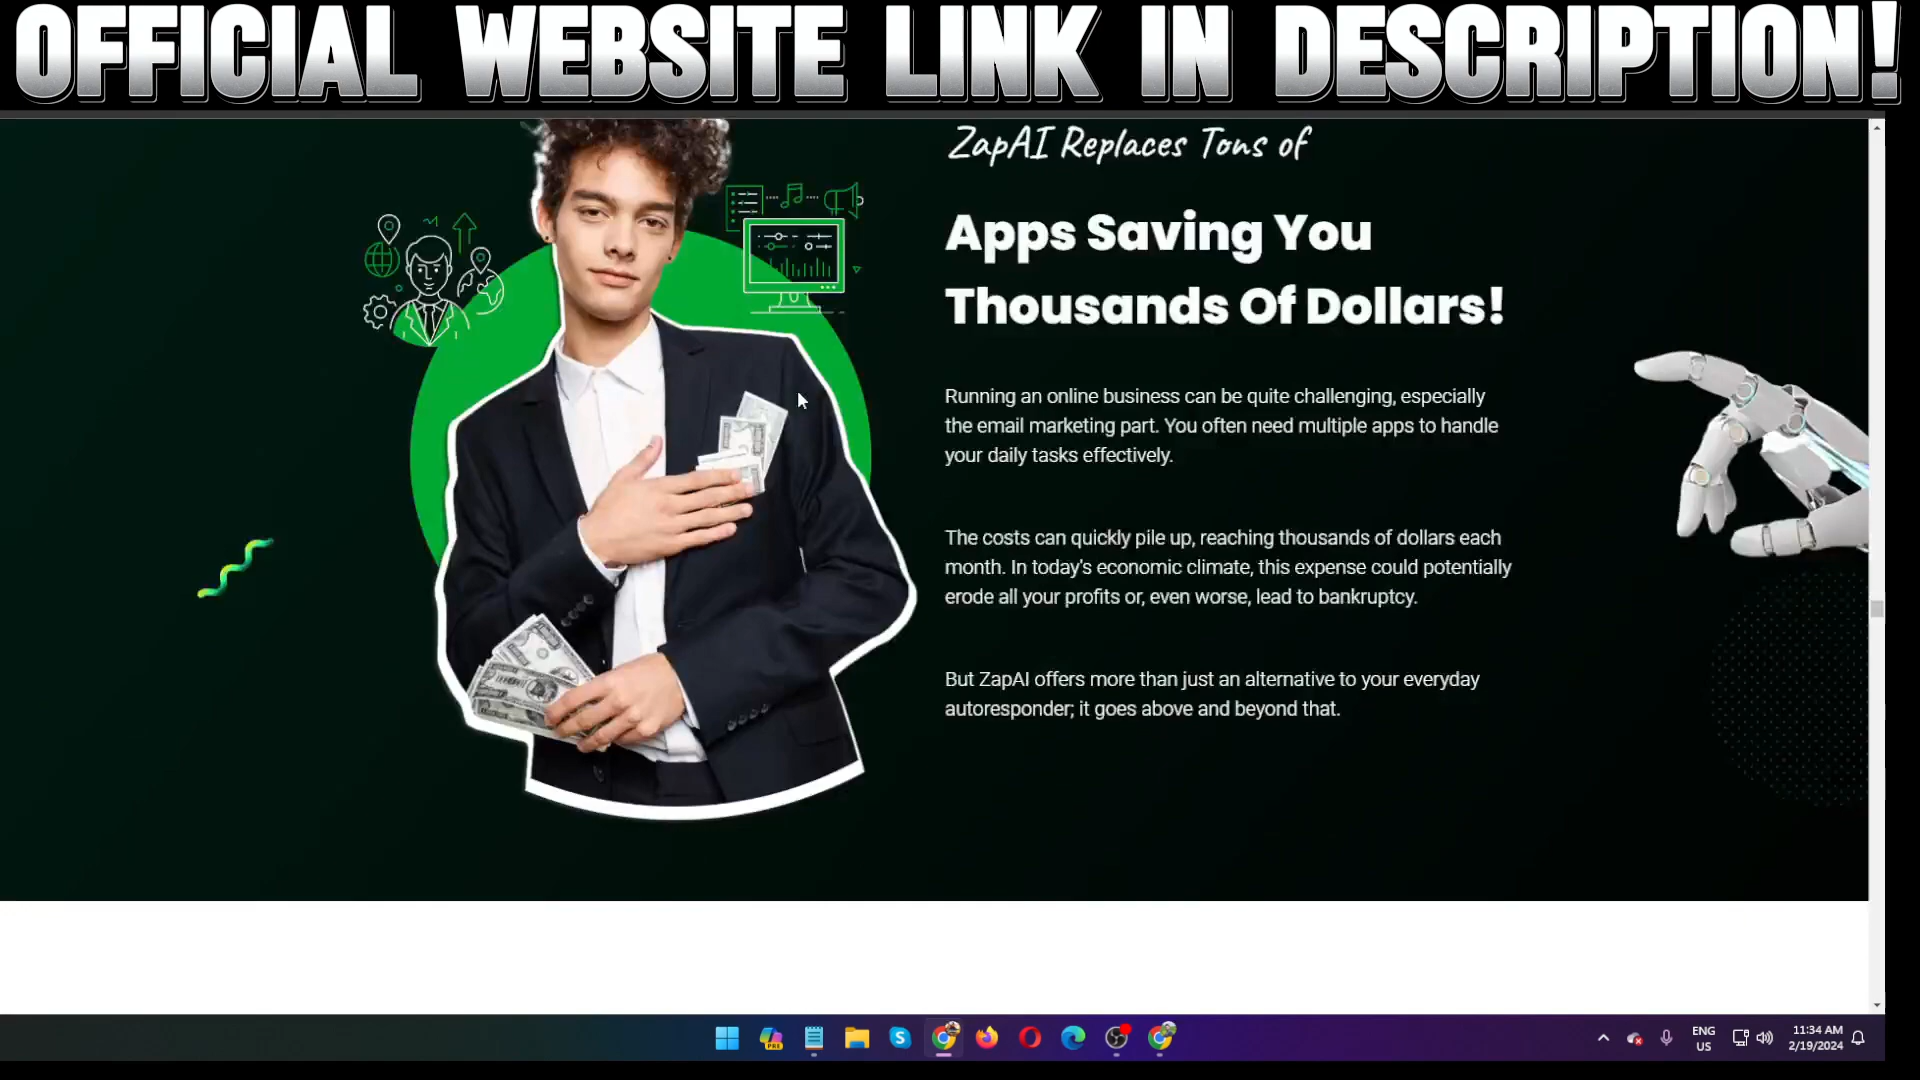 OFFICIAL WEBSITE LINK IN DESCRIPTION!
ZapAI Replaces Tons of
Apps Saving You
Thousands Of Dollars!
Running an online business can be quite challenging, especially
the email marketing part. You often need multiple apps to handle
your daily tasks effectively.
The costs can quickly pile up, reaching thousands of dollars each
month. In today's economic climate, this expense could potentially
erode all your profits or, even worse, lead to bankruptcy.
But ZapAI offers more than just an alternative to your everyday
autoresponder; it goes above and beyond that.
ENG
US
11:34 AM
2/19/2024